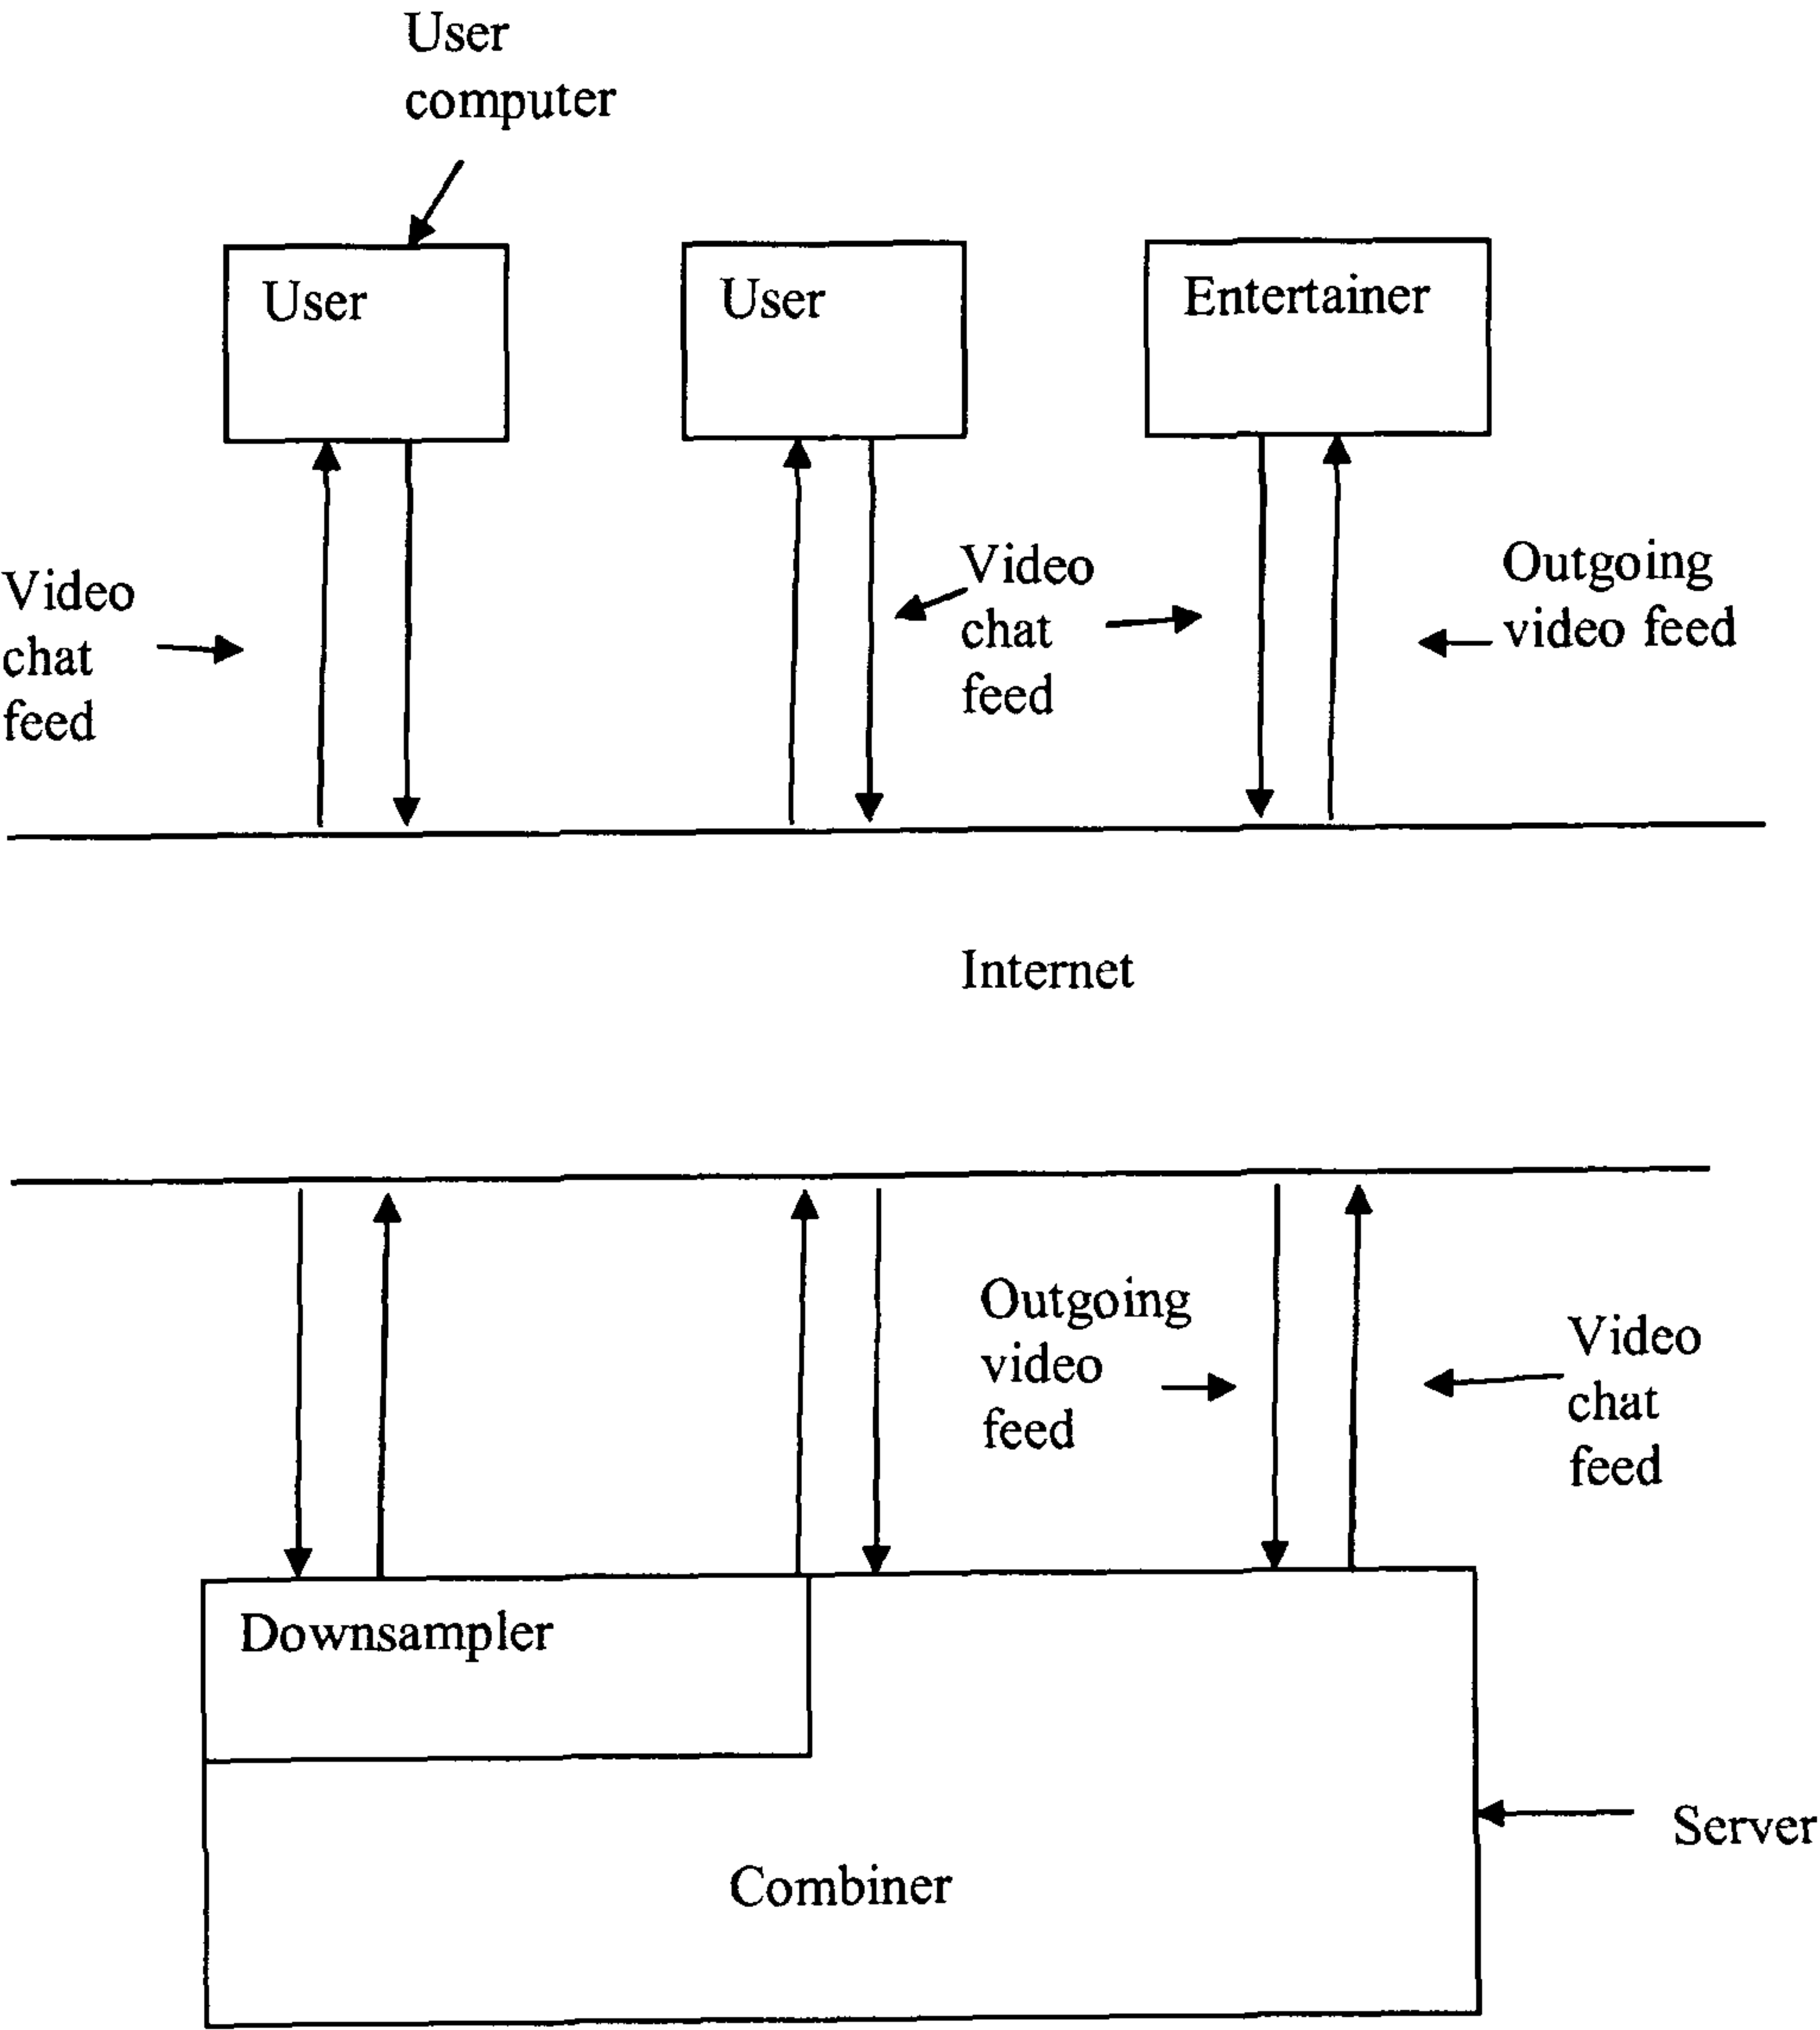 User
computer
User
User
Entertainer
Video
chat
feed
Video
chat
feed
Outgoing
video feed
Internet
Outgoing
video
feed
Video
chat
feed
Downsampler
Server
Combiner